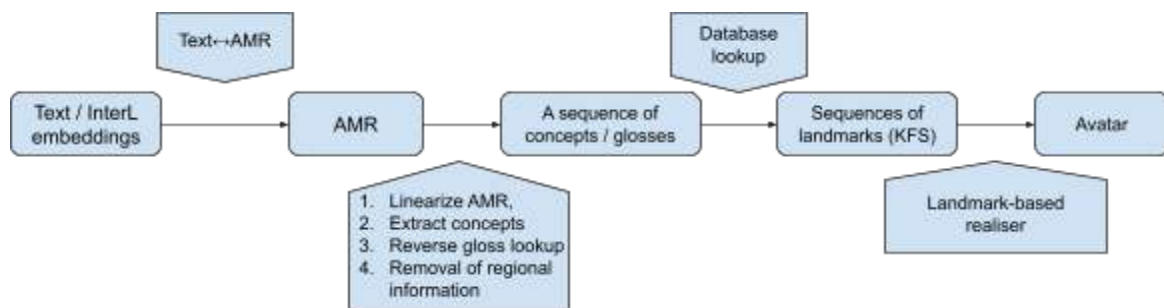 Text↔AMR
Database
lookup
Text / InterL
embeddings
AMR
A sequence of
concepts / glosses
Sequences of
landmarks (KFS)
Avatar
1. Linearize AMR,
2. Extract concepts
3. Reverse gloss lookup
4. Removal of regional
information
Landmark-based
realiser